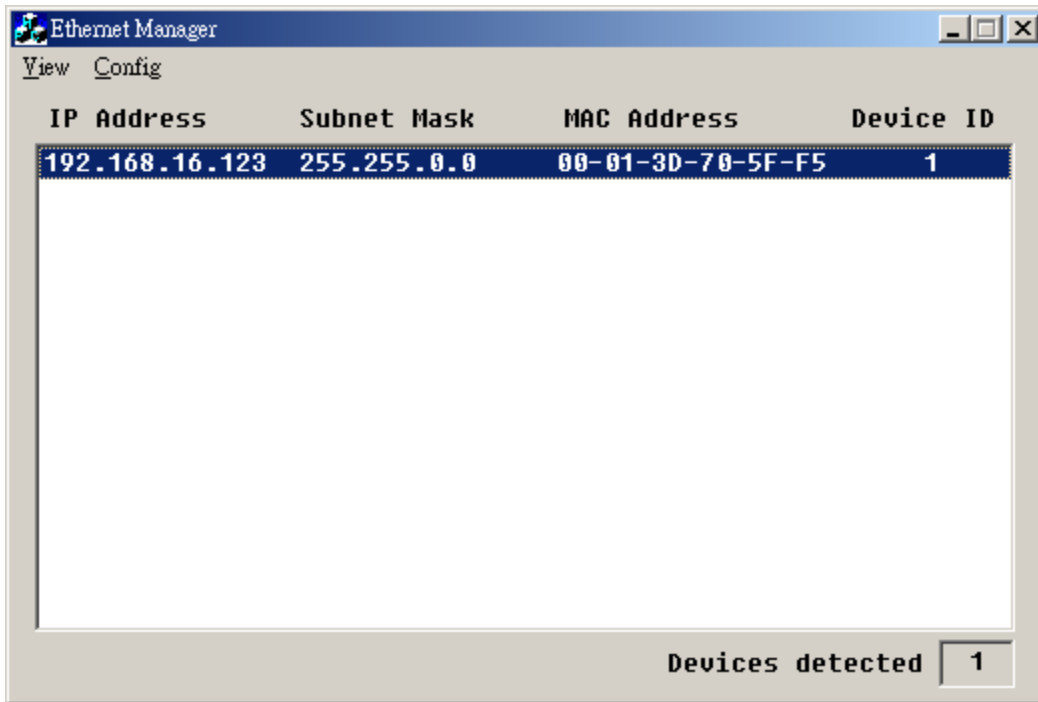 Ethernet Manager
View Config
IP Address Subnet Mask MAC Address Device ID
192.168.16.123 255.255.0.0 00-01-3D-70-5F-F5 1
Devices detected 1